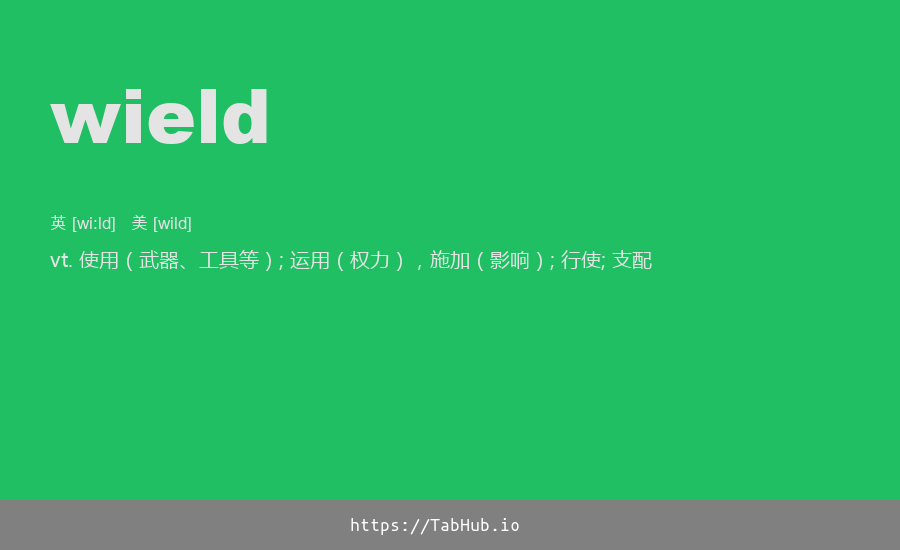 wield
英 [wi:ld] 美 [wild]
vt. 使用（武器、工具等）; 运用（权力），施加（影响）; 行使; 支配
https://TabHub.io